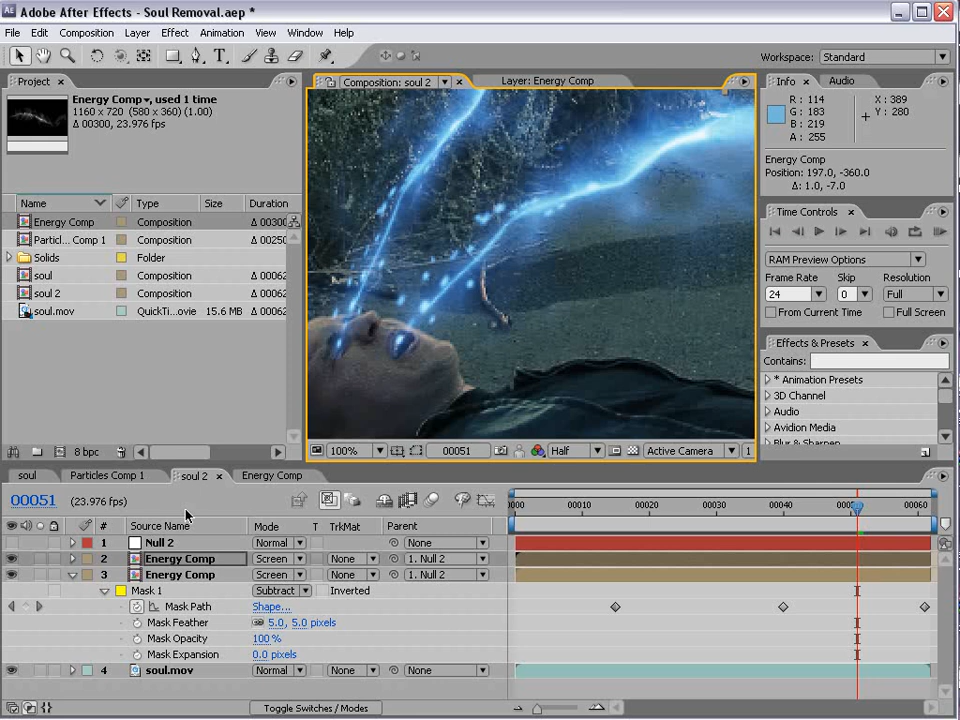 Adobe After Effects - Soul Removal.aep *
File Edit Composition Layer Effect Animation View Window Help
Workspace: Standard
Project
Energy Comp, used 1 time
1160 x 720 (580 x 360) (1.00)
Δ 00300, 23.976 fps
Name Type Size Duration
Energy Comp Composition Δ 00300
Particl... Comp 1 Composition Δ 00250
Solids Folder
soul Composition Δ 00062
soul 2 Composition Δ 00062
soul.mov QuickTi...ovie 15.6 MB Δ 00062
8 bpc
Composition: soul 2 Layer: Energy Comp
100% 00051 Half Active Camera 1
Info Audio
R: 114 X: 389
G: 183 Y: 280
B: 219
A: 255
Energy Comp
Position: 197.0, -360.0
Δ: 1.0, -7.0
Time Controls
RAM Preview Options
Frame Rate Skip Resolution
24 0 Full
From Current Time Full Screen
Effects & Presets
Contains:
* Animation Presets
3D Channel
Audio
Avidion Media
Blur & Sharpen
soul Particles Comp 1 soul 2 Energy Comp
00051 (23.976 fps)
0000 00010 00020 00030 00040 00060
# Source Name Mode T TrkMat Parent
1 Null 2 Normal None
2 Energy Comp Screen None 1. Null 2
3 Energy Comp Screen None 1. Null 2
Mask 1 Subtract Inverted
Mask Path Shape...
Mask Feather 5.0, 5.0 pixels
Mask Opacity 100%
Mask Expansion 0.0 pixels
4 soul.mov Normal None None
Toggle Switches / Modes